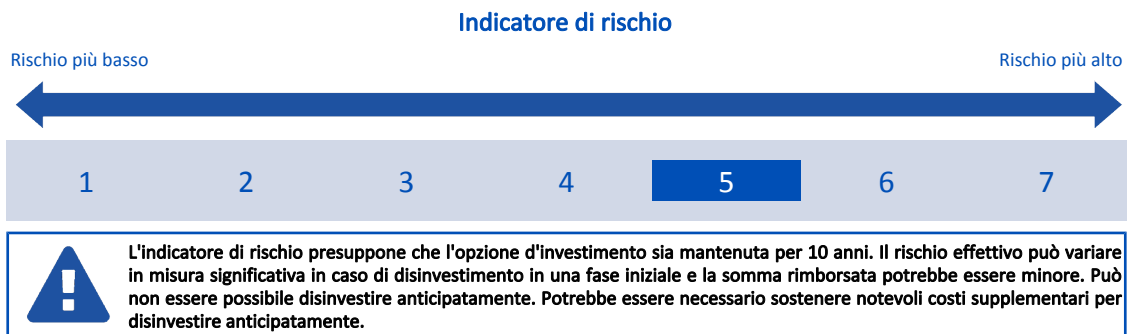 Indicatore di rischio
Rischio più basso
Rischio più alto
1 2 3 4 5 6 7
L'indicatore di rischio presuppone che l'opzione d'investimento sia mantenuta per 10 anni. Il rischio effettivo può variare
in misura significativa in caso di disinvestimento in una fase iniziale e la somma rimborsata potrebbe essere minore. Può
non essere possibile disinvestire anticipatamente. Potrebbe essere necessario sostenere notevoli costi supplementari per
disinvestire anticipatamente.